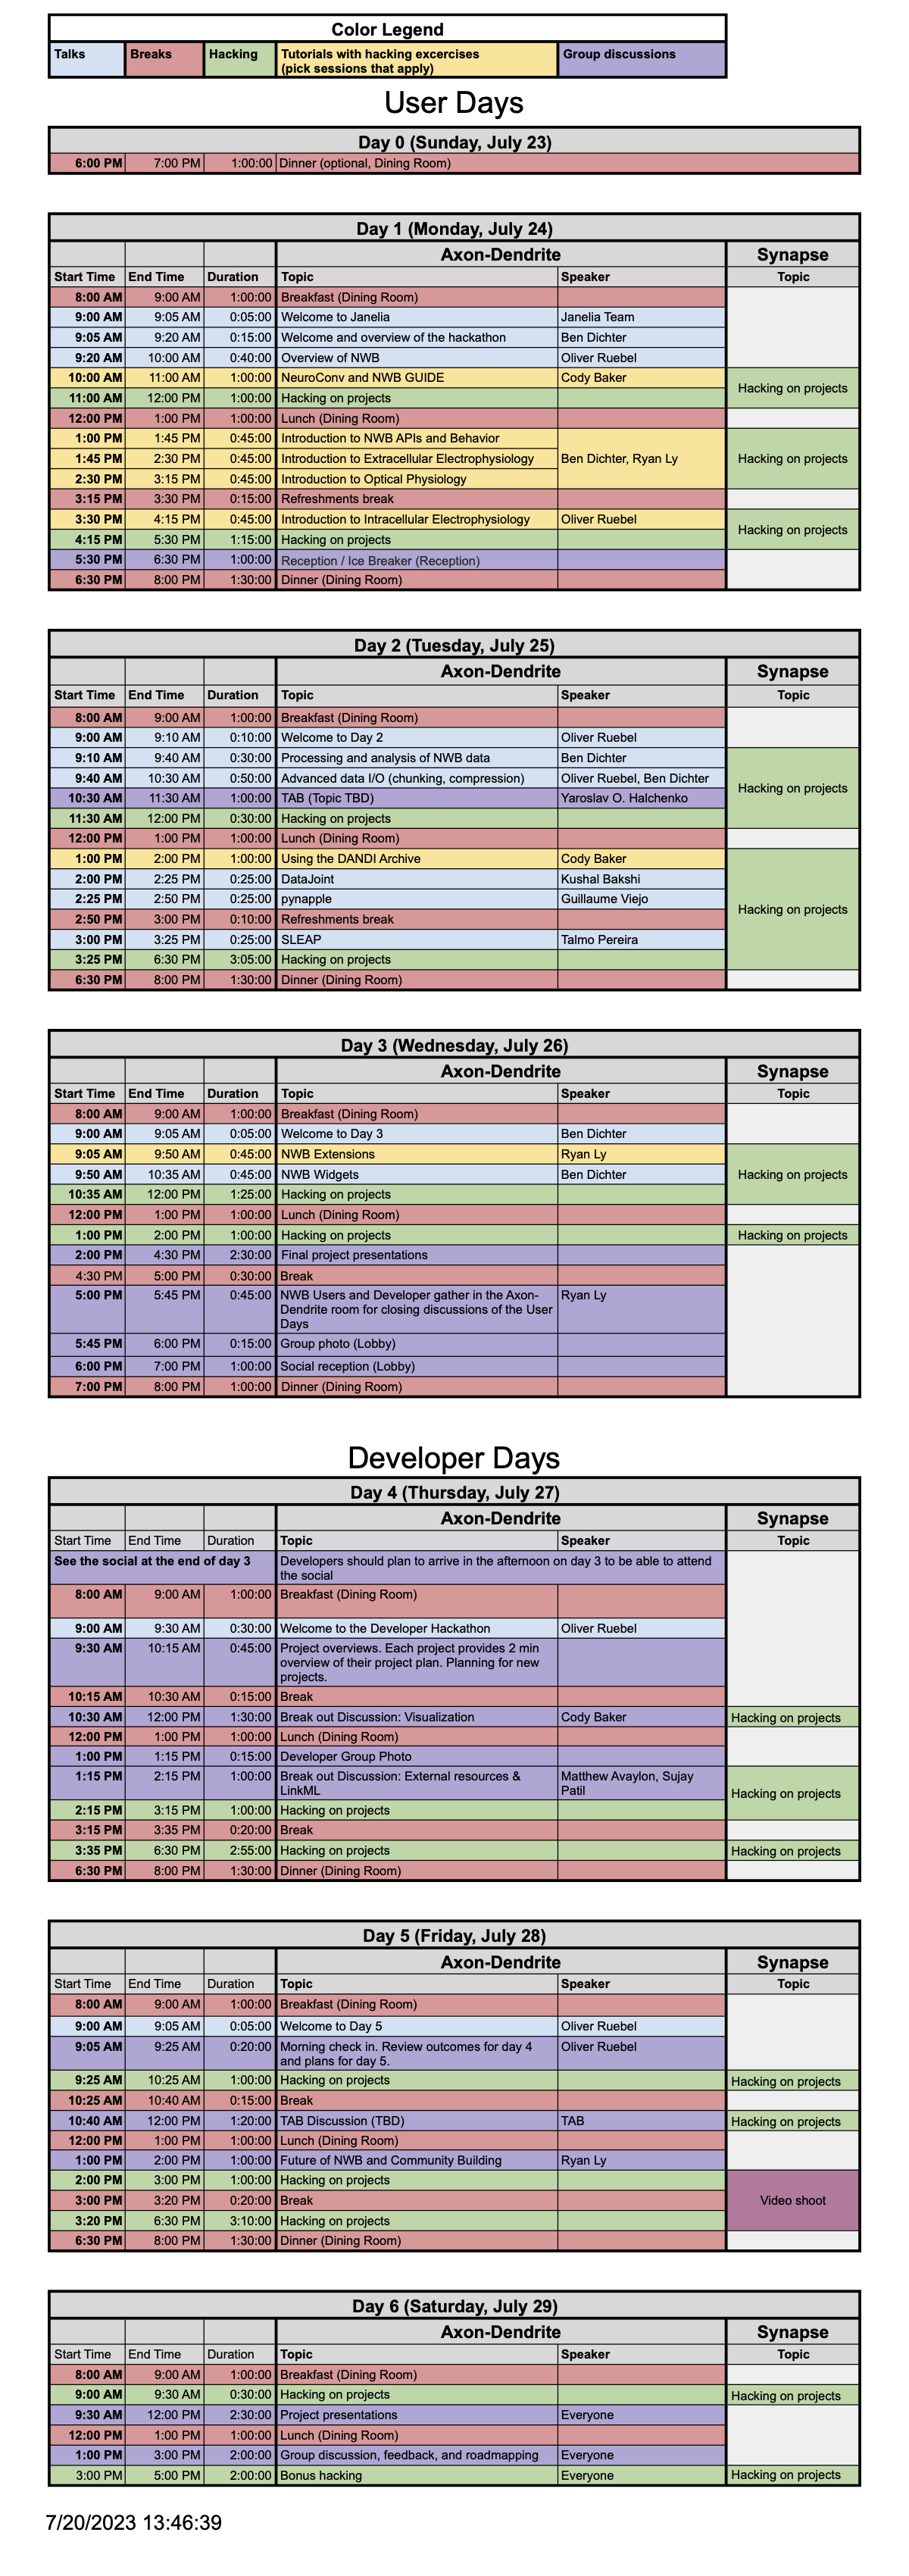 Color Legend
Talks Breaks Hacking Tutorials with hacking excercises Group discussions
(pick sessions that apply)
User Days
Day 0 (Sunday, July 23)
6:00 PM 7:00 PM 1:00:00 Dinner (optional, Dining Room)
Day 1 (Monday, July 24)
Axon-Dendrite Synapse
Start Time End Time Duration Topic Speaker Topic
8:00 AM 9:00 AM 1:00:00 Breakfast (Dining Room)
9:00 AM 9:05 AM 0:05:00 Welcome to Janelia Janelia Team
9:05 AM 9:20 AM 0:15:00 Welcome and overview of the hackathon Ben Dichter
9:20 AM 10:00 AM 0:40:00 Overview of NWB Oliver Ruebel
10:00 AM 11:00 AM 1:00:00 NeuroConv and NWB GUIDE Cody Baker Hacking on projects
11:00 AM 12:00 PM 1:00:00 Hacking on projects
12:00 PM 1:00 PM 1:00:00 Lunch (Dining Room)
1:00 PM 1:45 PM 0:45:00 Introduction to NWB APIs and Behavior
1:45 PM 2:30 PM 0:45:00 Introduction to Extracellular Electrophysiology Ben Dichter, Ryan Ly Hacking on projects
2:30 PM 3:15 PM 0:45:00 Introduction to Optical Physiology
3:15 PM 3:30 PM 0:15:00 Refreshments break
3:30 PM 4:15 PM 0:45:00 Introduction to Intracellular Electrophysiology Oliver Ruebel Hacking on projects
4:15 PM 5:30 PM 1:15:00 Hacking on projects
5:30 PM 6:30 PM 1:00:00 Reception / Ice Breaker (Reception)
6:30 PM 8:00 PM 1:30:00 Dinner (Dining Room)
Day 2 (Tuesday, July 25)
Axon-Dendrite Synapse
Start Time End Time Duration Topic Speaker Topic
8:00 AM 9:00 AM 1:00:00 Breakfast (Dining Room)
9:00 AM 9:10 AM 0:10:00 Welcome to Day 2 Oliver Ruebel
9:10 AM 9:40 AM 0:30:00 Processing and analysis of NWB data Ben Dichter
9:40 AM 10:30 AM 0:50:00 Advanced data I/O (chunking, compression) Oliver Ruebel, Ben Dichter Hacking on projects
10:30 AM 11:30 AM 1:00:00 TAB (Topic TBD) Yaroslav O. Halchenko
11:30 AM 12:00 PM 0:30:00 Hacking on projects
12:00 PM 1:00 PM 1:00:00 Lunch (Dining Room)
1:00 PM 2:00 PM 1:00:00 Using the DANDI Archive Cody Baker
2:00 PM 2:25 PM 0:25:00 DataJoint Kushal Bakshi
2:25 PM 2:50 PM 0:25:00 pynapple Guillaume Viejo Hacking on projects
2:50 PM 3:00 PM 0:10:00 Refreshments break
3:00 PM 3:25 PM 0:25:00 SLEAP Talmo Pereira
3:25 PM 6:30 PM 3:05:00 Hacking on projects
6:30 PM 8:00 PM 1:30:00 Dinner (Dining Room)
Day 3 (Wednesday, July 26)
Axon-Dendrite Synapse
Start Time End Time Duration Topic Speaker Topic
8:00 AM 9:00 AM 1:00:00 Breakfast (Dining Room)
9:00 AM 9:05 AM 0:05:00 Welcome to Day 3 Ben Dichter
9:05 AM 9:50 AM 0:45:00 NWB Extensions Ryan Ly
9:50 AM 10:35 AM 0:45:00 NWB Widgets Ben Dichter Hacking on projects
10:35 AM 12:00 PM 1:25:00 Hacking on projects
12:00 PM 1:00 PM 1:00:00 Lunch (Dining Room)
1:00 PM 2:00 PM 1:00:00 Hacking on projects Hacking on projects
2:00 PM 4:30 PM 2:30:00 Final project presentations
4:30 PM 5:00 PM 0:30:00 Break
5:00 PM 5:45 PM 0:45:00 NWB Users and Developer gather in the Axon- Ryan Ly
Dendrite room for closing discussions of the User
Days
5:45 PM 6:00 PM 0:15:00 Group photo (Lobby)
6:00 PM 7:00 PM 1:00:00 Social reception (Lobby)
7:00 PM 8:00 PM 1:00:00 Dinner (Dining Room)
Developer Days
Day 4 (Thursday, July 27)
Axon-Dendrite Synapse
Start Time End Time Duration Topic Speaker Topic
See the social at the end of day 3 Developers should plan to arrive in the afternoon on day 3 to be able to attend
the social
8:00 AM 9:00 AM 1:00:00 Breakfast (Dining Room)
9:00 AM 9:30 AM 0:30:00 Welcome to the Developer Hackathon Oliver Ruebel
9:30 AM 10:15 AM 0:45:00 Project overviews. Each project provides 2 min
overview of their project plan. Planning for new
projects.
10:15 AM 10:30 AM 0:15:00 Break
10:30 AM 12:00 PM 1:30:00 Break out Discussion: Visualization Cody Baker Hacking on projects
12:00 PM 1:00 PM 1:00:00 Lunch (Dining Room)
1:00 PM 1:15 PM 0:15:00 Developer Group Photo
1:15 PM 2:15 PM 1:00:00 Break out Discussion: External resources & Matthew Avaylon, Sujay
LinkML Patil Hacking on projects
2:15 PM 3:15 PM 1:00:00 Hacking on projects
3:15 PM 3:35 PM 0:20:00 Break
3:35 PM 6:30 PM 2:55:00 Hacking on projects Hacking on projects
6:30 PM 8:00 PM 1:30:00 Dinner (Dining Room)
Day 5 (Friday, July 28)
Axon-Dendrite Synapse
Start Time End Time Duration Topic Speaker Topic
8:00 AM 9:00 AM 1:00:00 Breakfast (Dining Room)
9:00 AM 9:05 AM 0:05:00 Welcome to Day 5 Oliver Ruebel
9:05 AM 9:25 AM 0:20:00 Morning check in. Review outcomes for day 4 Oliver Ruebel
and plans for day 5.
9:25 AM 10:25 AM 1:00:00 Hacking on projects Hacking on projects
10:25 AM 10:40 AM 0:15:00 Break
10:40 AM 12:00 PM 1:20:00 TAB Discussion (TBD) TAB Hacking on projects
12:00 PM 1:00 PM 1:00:00 Lunch (Dining Room)
1:00 PM 2:00 PM 1:00:00 Future of NWB and Community Building Ryan Ly
2:00 PM 3:00 PM 1:00:00 Hacking on projects
3:00 PM 3:20 PM 0:20:00 Break Video shoot
3:20 PM 6:30 PM 3:10:00 Hacking on projects
6:30 PM 8:00 PM 1:30:00 Dinner (Dining Room)
Day 6 (Saturday, July 29)
Axon-Dendrite Synapse
Start Time End Time Duration Topic Speaker Topic
8:00 AM 9:00 AM 1:00:00 Breakfast (Dining Room)
9:00 AM 9:30 AM 0:30:00 Hacking on projects Hacking on projects
9:30 AM 12:00 PM 2:30:00 Project presentations Everyone
12:00 PM 1:00 PM 1:00:00 Lunch (Dining Room)
1:00 PM 3:00 PM 2:00:00 Group discussion, feedback, and roadmapping Everyone
3:00 PM 5:00 PM 2:00:00 Bonus hacking Everyone Hacking on projects
7/20/2023 13:46:39